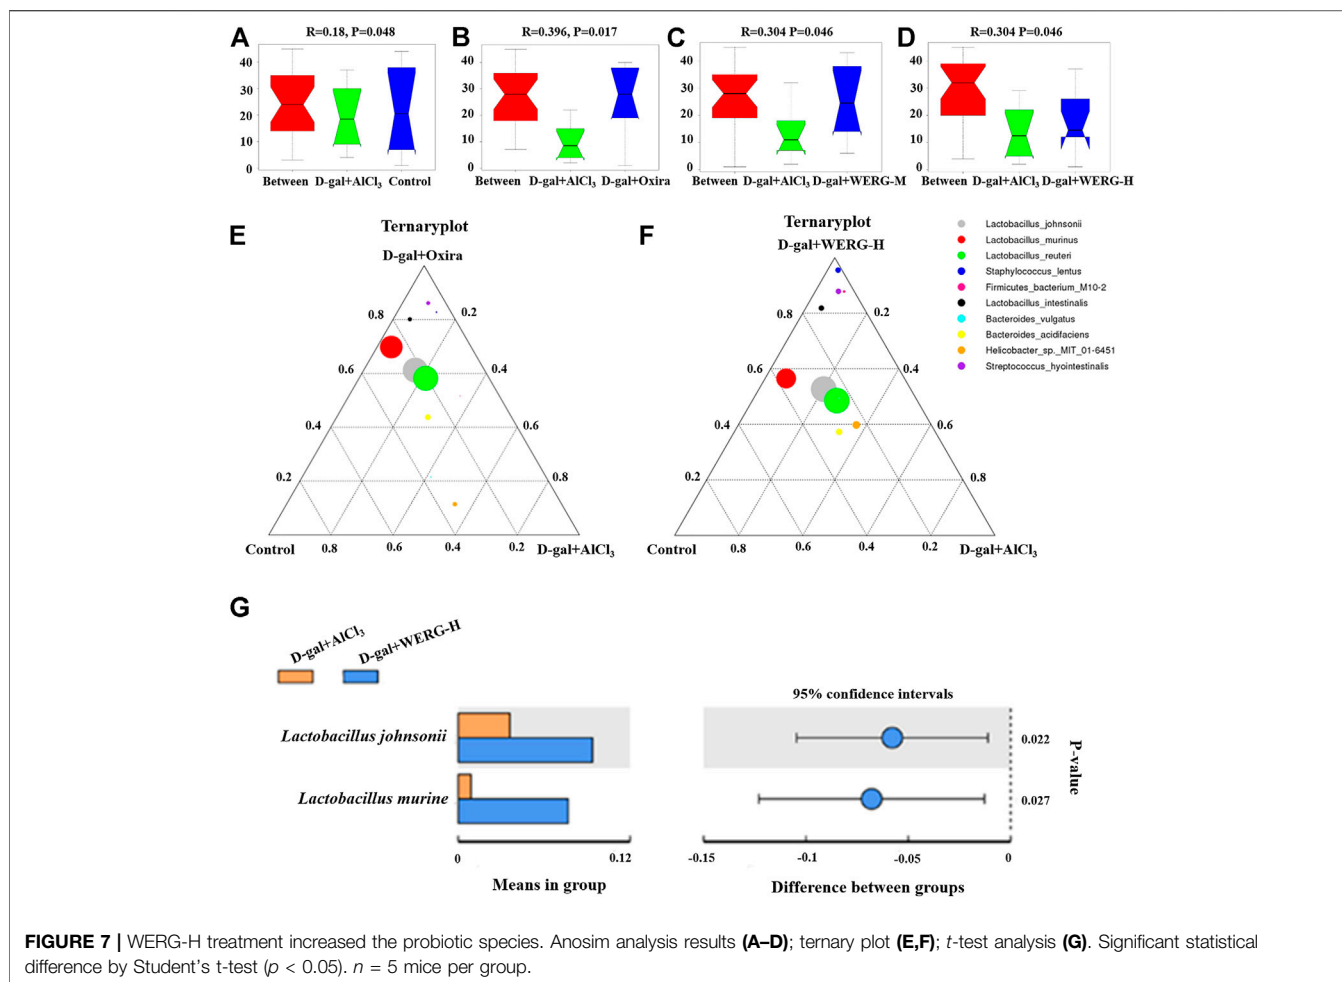 A
R=0.18, P=0.048
40
30
20
10
0
Between D-gal+AlCl₃ Control
B
R=0.396, P=0.017
40
30
20
10
0
Between D-gal+AlCl₃ D-gal+Oxira
C
R=0.304 P=0.046
40
30
20
10
0
Between D-gal+AlCl₃ D-gal+WERG-M
D
R=0.304 P=0.046
40
30
20
10
0
Between D-gal+AlCl₃ D-gal+WERG-H
E
Ternaryplot
D-gal+Oxira
0.8 0.2
0.6 0.4
0.4 0.6
0.2 0.8
Control 0.8 0.6 0.4 0.2 D-gal+AlCl₃
F
Ternaryplot
D-gal+WERG-H
0.8 0.2
0.6 0.4
0.4 0.6
0.2 0.8
Control 0.8 0.6 0.4 0.2 D-gal+AlCl₃
Lactobacillus_johnsonii
Lactobacillus_murinus
Lactobacillus_reuteri
Staphylococcus_lentus
Firmicutes_bacterium_M10-2
Lactobacillus_intestinalis
Bacteroides_vulgatus
Bacteroides_acidifaciens
Helicobacter_sp._MIT_01-6451
Streptococcus_hyointestinalis
G
D-gal+AlCl₃
D-gal+WERG-H
95% confidence intervals
Lactobacillus johnsonii
0.022
Lactobacillus murine
0.027
P-value
0 0.12
Means in group
-0.15 -0.1 -0.05 0
Difference between groups
FIGURE 7 | WERG-H treatment increased the probiotic species. Anosim analysis results (A–D); ternary plot (E,F); t-test analysis (G). Significant statistical
difference by Student's t-test (p < 0.05). n = 5 mice per group.